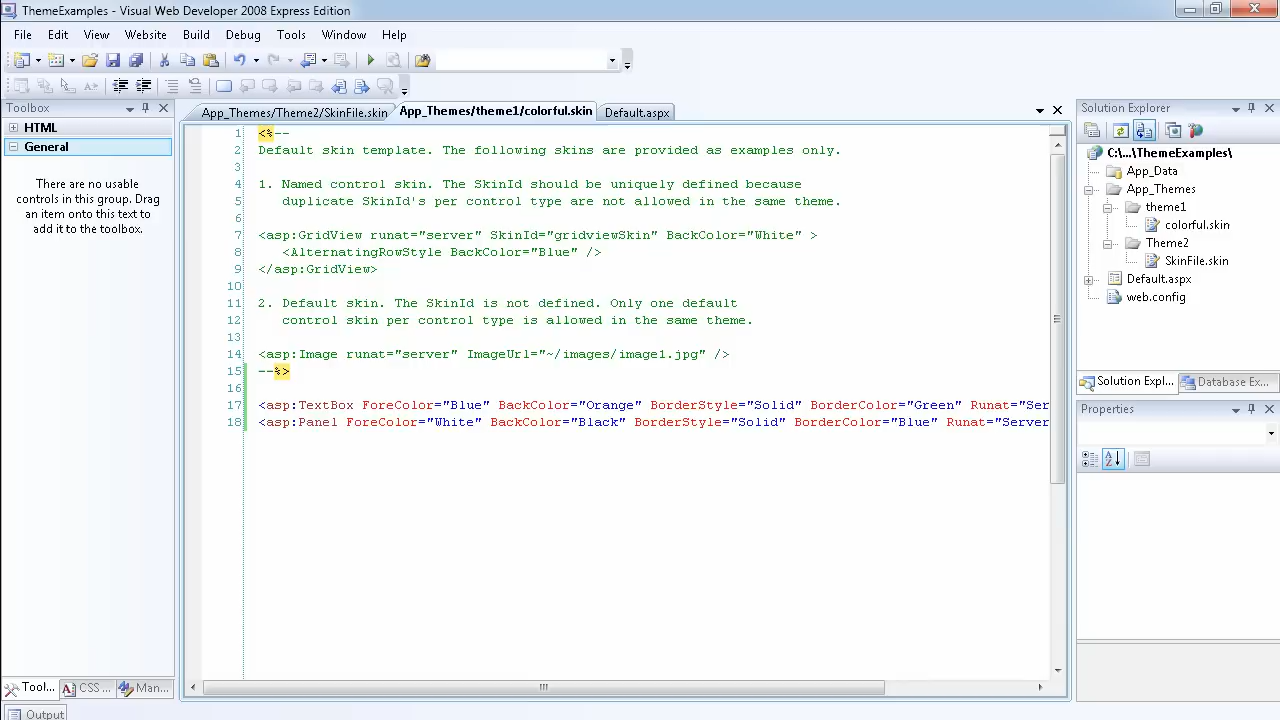 ThemeExamples - Visual Web Developer 2008 Express Edition
File Edit View Website Build Debug Tools Window Help
Toolbox
HTML
General
There are no usable
controls in this group. Drag
an item onto this text to
add it to the toolbox.
Tool... CSS ... Man...
Output
App_Themes/Theme2/SkinFile.skin App_Themes/theme1/colorful.skin Default.aspx
1 <%--
2 Default skin template. The following skins are provided as examples only.
3
4 1. Named control skin. The SkinId should be uniquely defined because
5 duplicate SkinId's per control type are not allowed in the same theme.
6
7 <asp:GridView runat="server" SkinId="gridviewSkin" BackColor="White" >
8 <AlternatingRowStyle BackColor="Blue" />
9 </asp:GridView>
10
11 2. Default skin. The SkinId is not defined. Only one default
12 control skin per control type is allowed in the same theme.
13
14 <asp:Image runat="server" ImageUrl="~/images/image1.jpg" />
15 --%>
16
17 <asp:TextBox ForeColor="Blue" BackColor="Orange" BorderStyle="Solid" BorderColor="Green" Runat="Ser
18 <asp:Panel ForeColor="White" BackColor="Black" BorderStyle="Solid" BorderColor="Blue" Runat="Server
Solution Explorer
C:\...\ThemeExamples\
App_Data
App_Themes
theme1
colorful.skin
Theme2
SkinFile.skin
Default.aspx
web.config
Solution Expl... Database Ex...
Properties